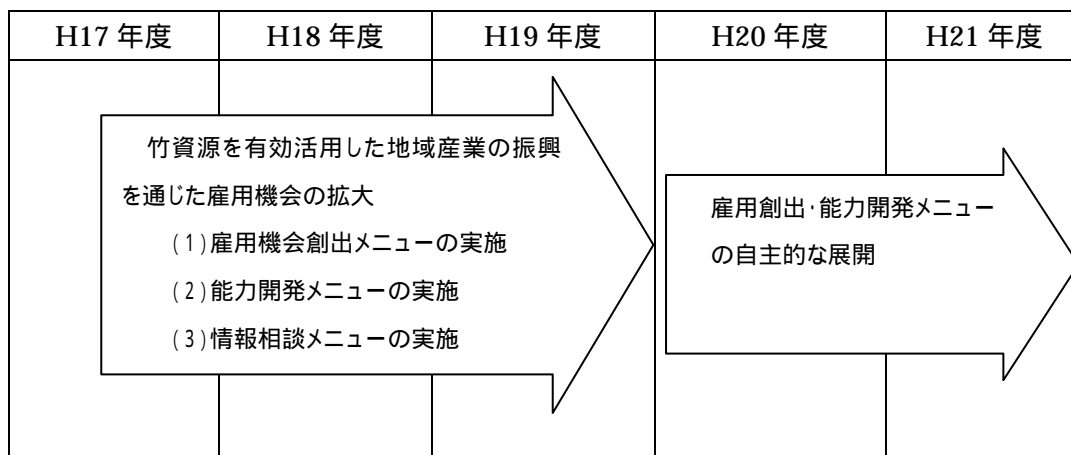 H17 年度 H18 年度 H19 年度 H20 年度 H21 年度
竹資源を有効活用した地域産業の振興
を通じた雇用機会の拡大
(1)雇用機会創出メニューの実施
(2)能力開発メニューの実施
(3)情報相談メニューの実施
雇用創出･能力開発メニュー
の自主的な展開